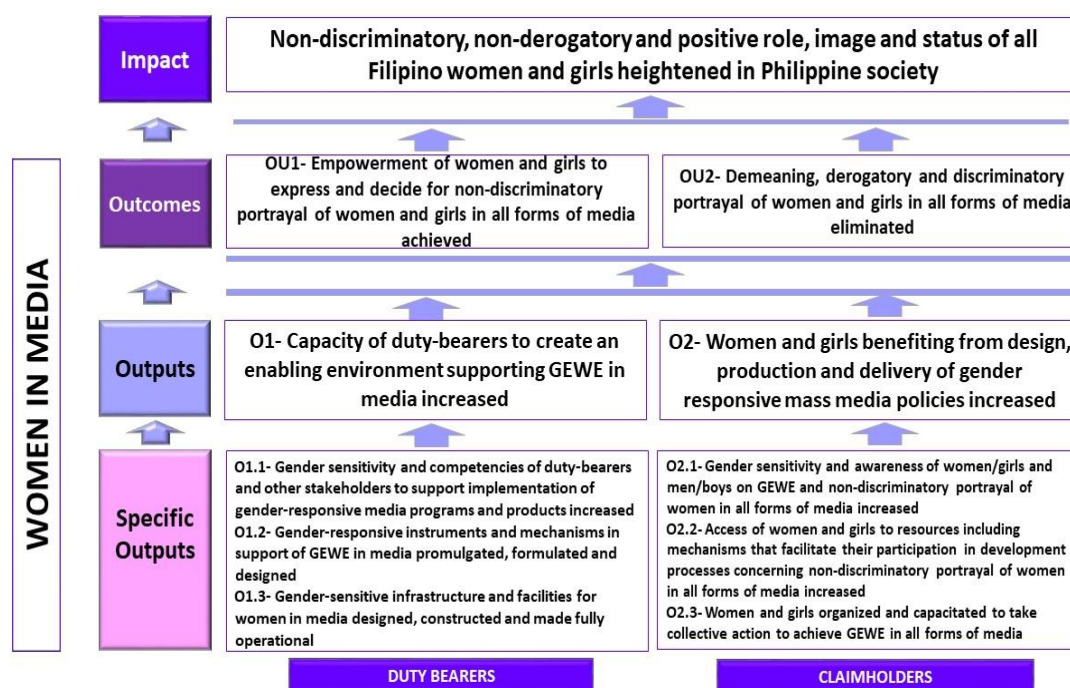 Impact
Non-discriminatory, non-derogatory and positive role, image and status of all
Filipino women and girls heightened in Philippine society
WOMEN IN MEDIA
Outcomes
OU1- Empowerment of women and girls to
express and decide for non-discriminatory
portrayal of women and girls in all forms of media
achieved
OU2- Demeaning, derogatory and discriminatory
portrayal of women and girls in all forms of media
eliminated
Outputs
O1- Capacity of duty-bearers to create an
enabling environment supporting GEWE in
media increased
O2- Women and girls benefiting from design,
production and delivery of gender
responsive mass media policies increased
Specific
Outputs
O1.1- Gender sensitivity and competencies of duty-bearers
and other stakeholders to support implementation of
gender-responsive media programs and products increased
O1.2- Gender-responsive instruments and mechanisms in
support of GEWE in media promulgated, formulated and
designed
O1.3- Gender-sensitive infrastructure and facilities for
women in media designed, constructed and made fully
operational
O2.1-Gender sensitivity and awareness of women/girls and
men/boys on GEWE and non-discriminatory portrayal of
women in all forms of media increased
O2.2- Access of women and girls to resources including
mechanisms that facilitate their participation in development
processes concerning non-discriminatory portrayal of women
in all forms of media increased
O2.3- Women and girls organized and capacitated to take
collective action to achieve GEWE in all forms of media
DUTY BEARERS
CLAIMHOLDERS